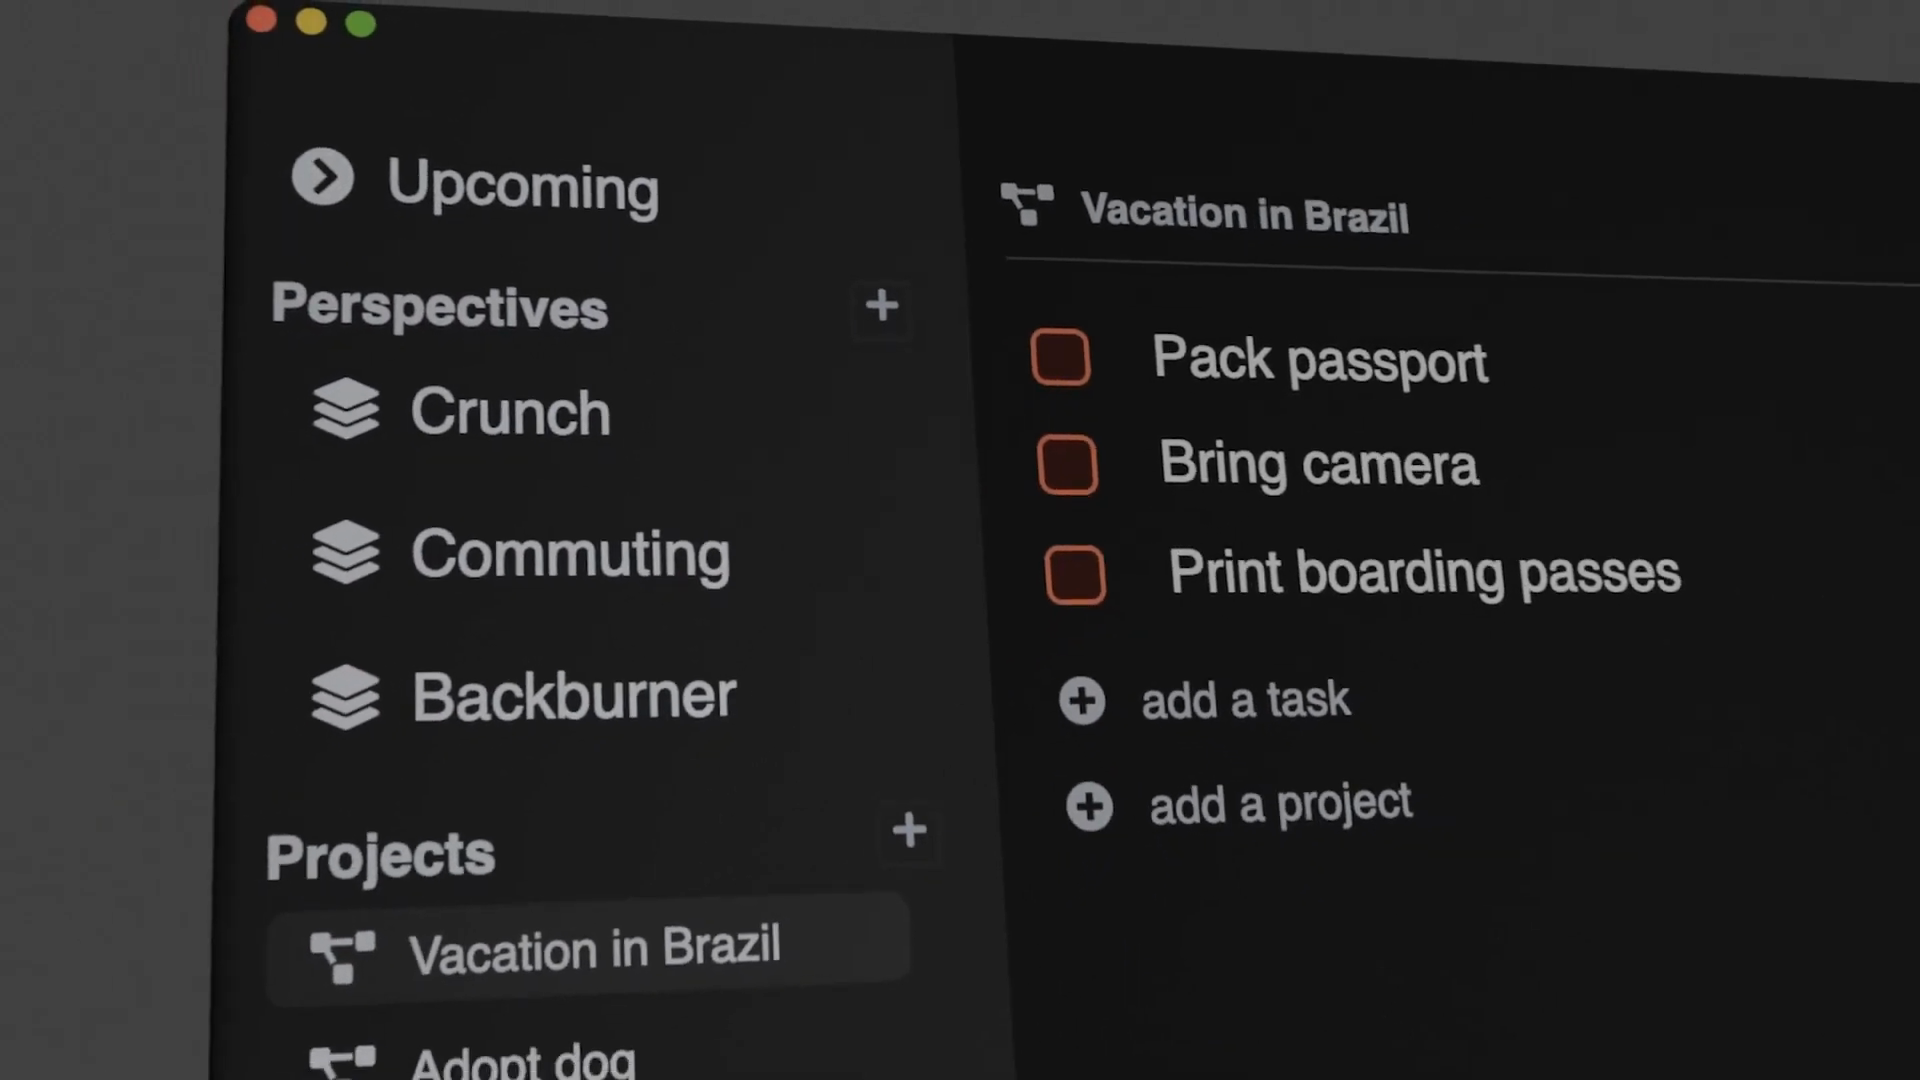 Upcoming
Perspectives
Crunch
Commuting
Backburner
Projects
Vacation in Brazil
Adopt dog
Vacation in Brazil
Pack passport
Bring camera
Print boarding passes
add a task
add a project